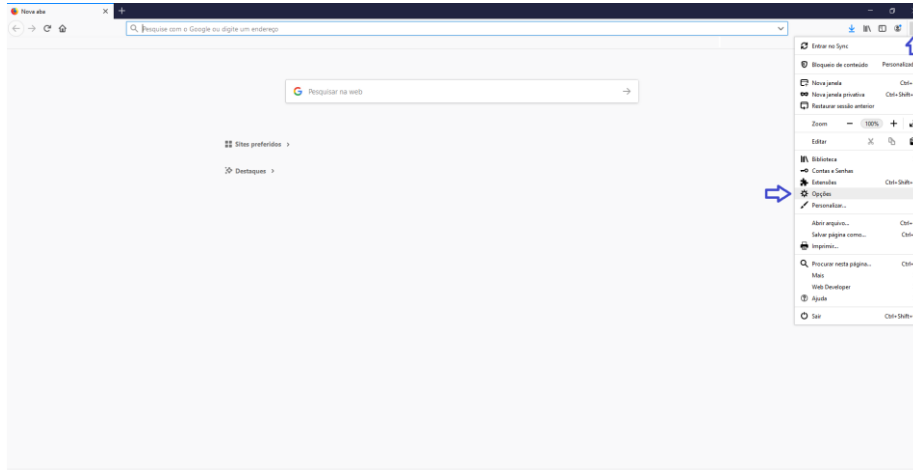 Nova aba
Pesquise com o Google ou digite um endereço
Entrar no Sync
Bloqueio de conteúdo Personalizad
Nova janela Ctrl+
Nova janela privativa Ctrl+Shift+
Restaurar sessão anterior
Zoom 100%
Editar
Biblioteca
Contas e Senhas
Extensões Ctrl+Shift+
Opções
Personalizar...
Abrir arquivo... Ctrl+
Salvar página como... Ctrl+
Imprimir...
Procurar nesta página... Ctrl+
Mais
Web Developer
Ajuda
Sair Ctrl+Shift+
Pesquisar na web
Sites preferidos
Destaques